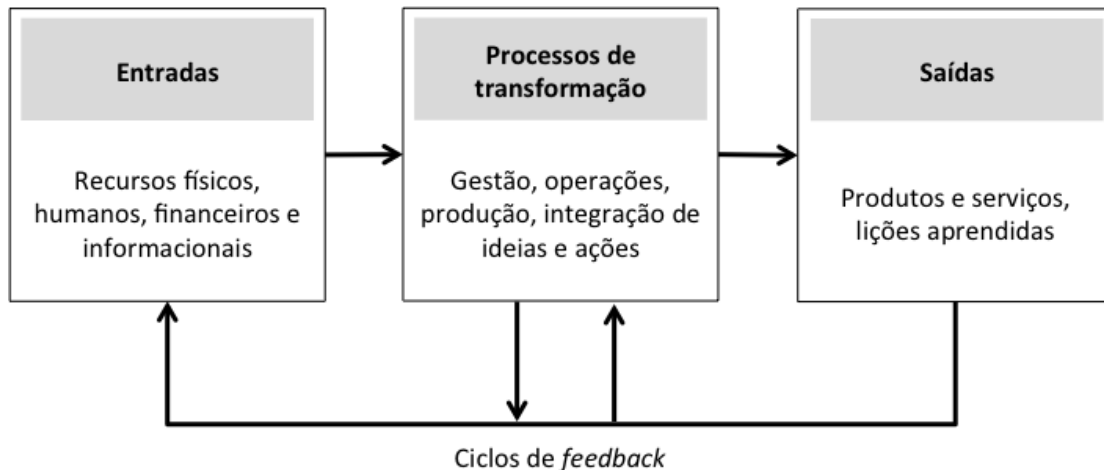 Entradas
Recursos físicos,
humanos, financeiros e
informacionais
Processos de
transformação
Gestão, operações,
produção, integração de
ideias e ações
Saídas
Produtos e serviços,
lições aprendidas
Ciclos de feedback